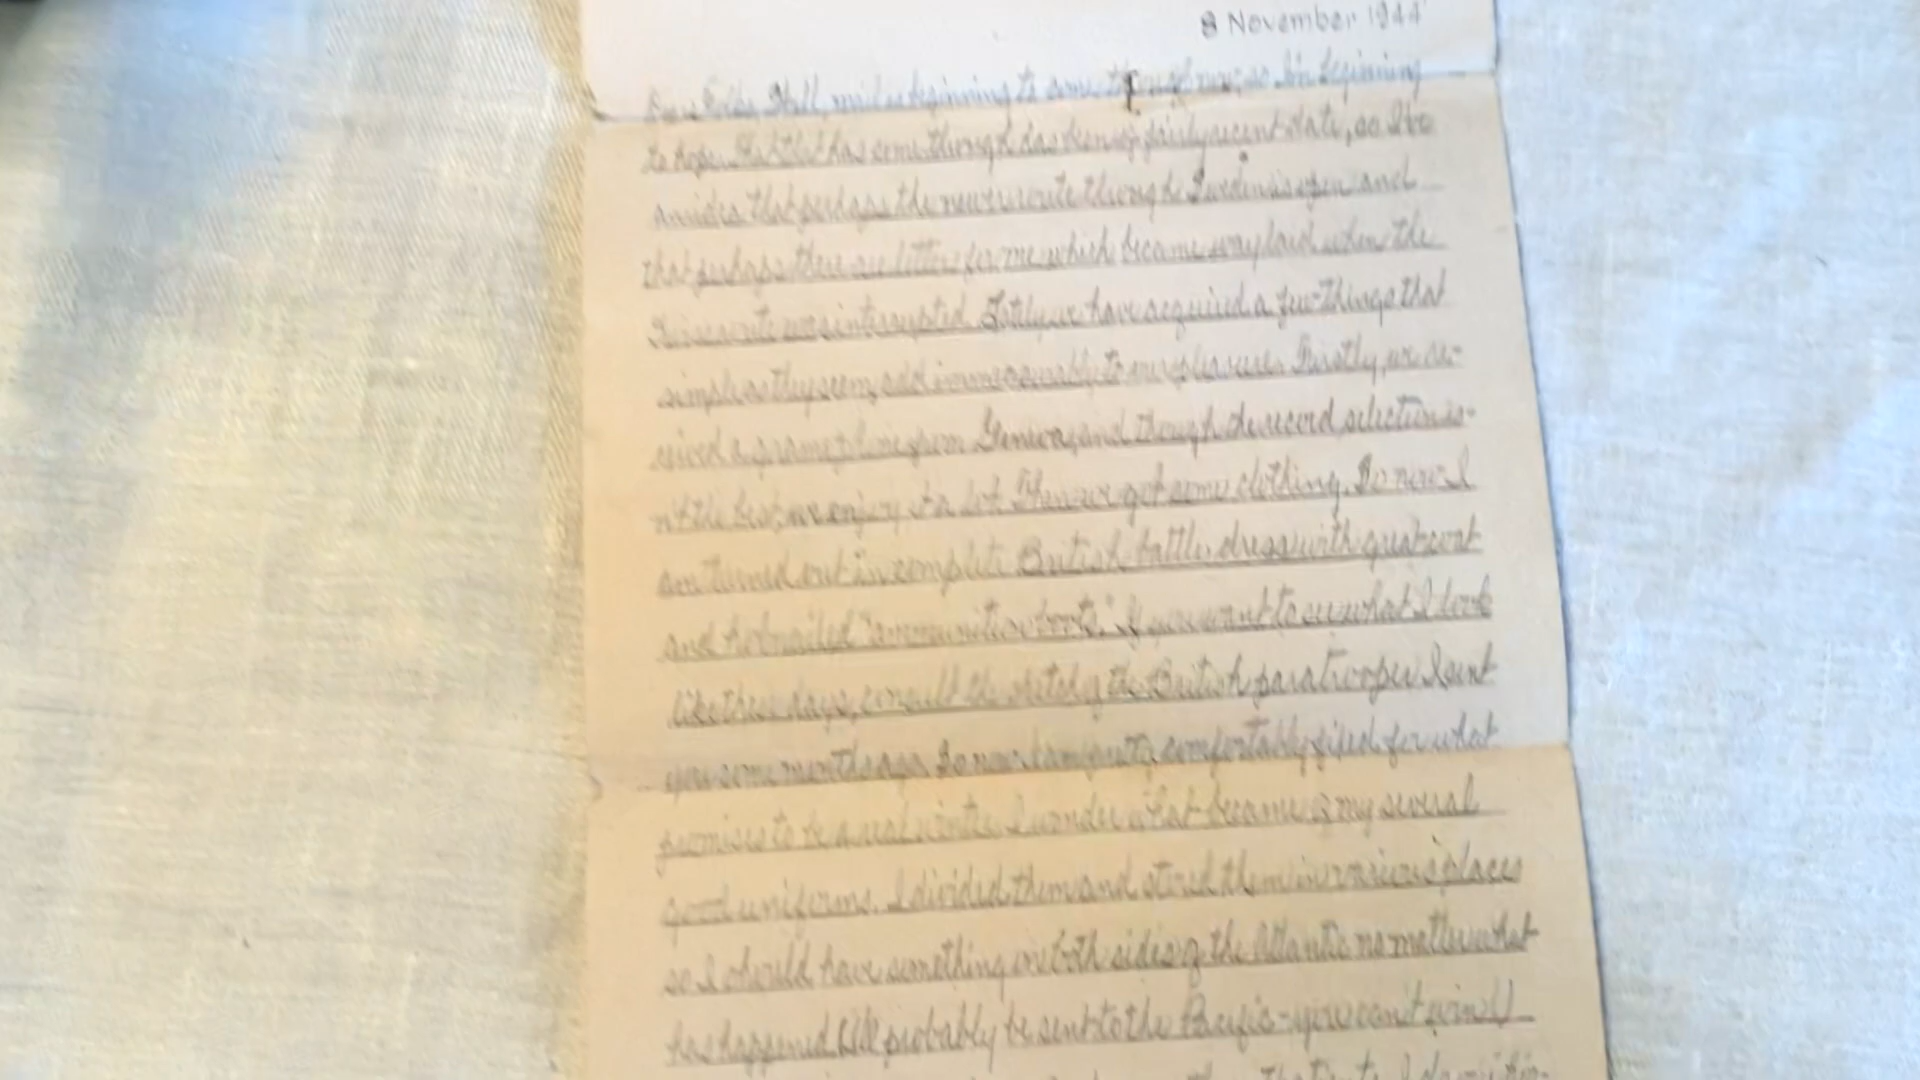 8 November 1944
Dear Folks, Well, mail is beginning to come through now, so I'm beginning
to hope. that has come through has been of fairly recent date, so I've
that perhaps the newer route through Sweden is open and
that perhaps there are letters for me which became waylaid when the
route was interrupted. Lately we have acquired a few things that
simple as they seem, add immeasurably to our pleasures. Firstly, we re-
ceived a gramophone from Geneva, and though the record selection is-
n't the best, we enjoy it a lot. Then we got some clothing. So now I
am turned out in complete British battle dress with greatcoat
and hobnailed "ammunition boots." If you want to see what I look
like these days, consult the sketch of the British paratrooper I sent
you some months ago. So now I am pretty comfortably fixed for what
promises to be a real winter. I wonder what became of my several
good uniforms. I divided them and stored them in various places
so I should have something on both sides of the Atlantic no matter what
has happened. (I'll probably be sent to the Pacific - you can't win!)